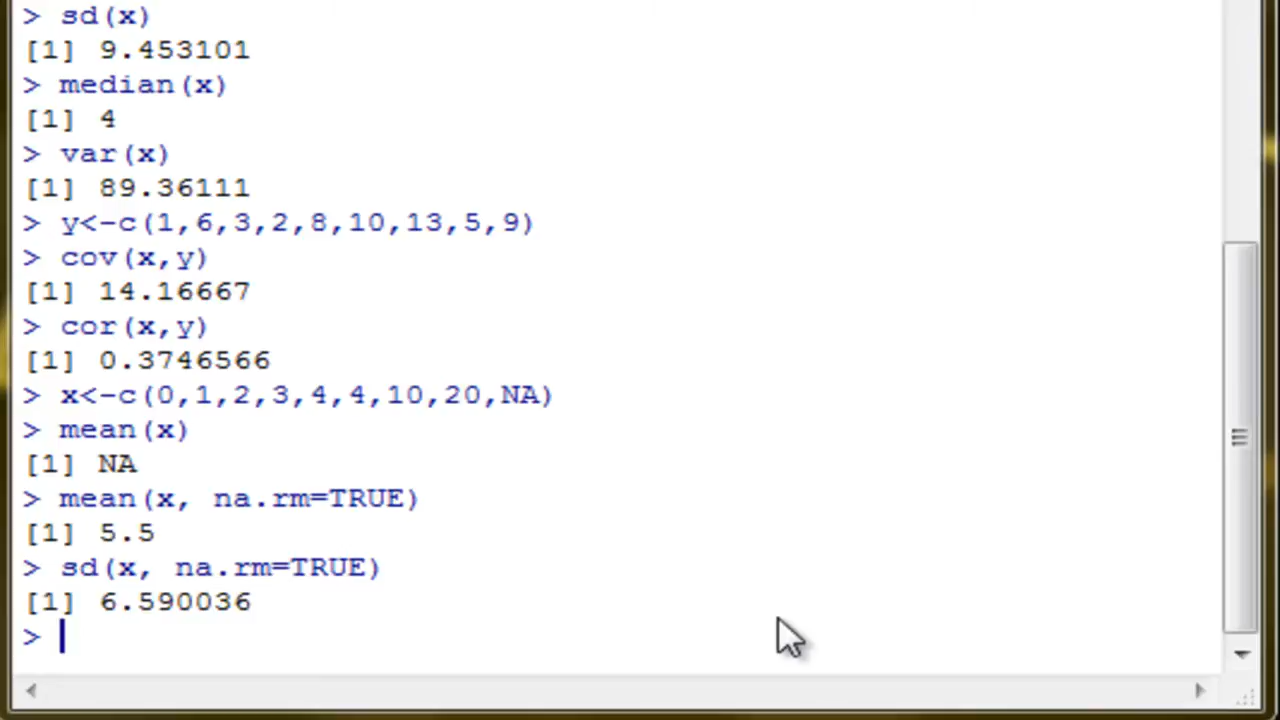 > sd(x)
[1] 9.453101
> median(x)
[1] 4
> var(x)
[1] 89.36111
> y<-c(1,6,3,2,8,10,13,5,9)
> cov(x,y)
[1] 14.16667
> cor(x,y)
[1] 0.3746566
> x<-c(0,1,2,3,4,4,10,20,NA)
> mean(x)
[1] NA
> mean(x, na.rm=TRUE)
[1] 5.5
> sd(x, na.rm=TRUE)
[1] 6.590036
>